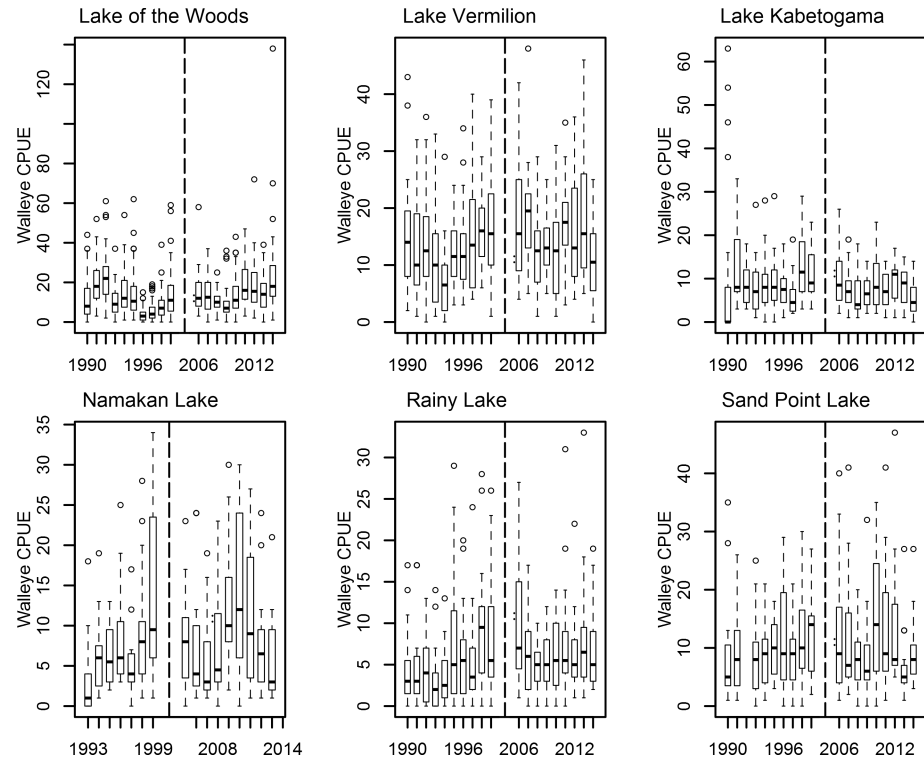 Lake of the Woods
Walleye CPUE
0 20 40 60 80 120
1990 1996 2006 2012
Lake Vermilion
Walleye CPUE
0 10 20 30 40
1990 1996 2006 2012
Lake Kabetogama
Walleye CPUE
0 10 20 30 40 50 60
1990 1996 2006 2012
Namakan Lake
Walleye CPUE
0 5 10 15 20 25 30 35
1993 1999 2008 2014
Rainy Lake
Walleye CPUE
0 5 10 15 20 25 30
1990 1996 2006 2012
Sand Point Lake
Walleye CPUE
0 10 20 30 40
1990 1996 2006 2012